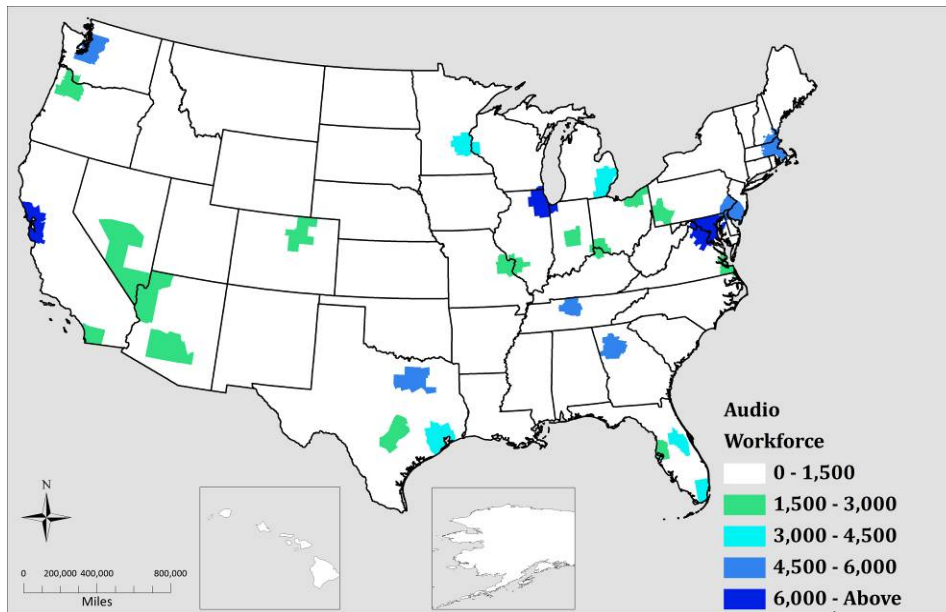 Audio
Workforce
0 - 1,500
1,500 - 3,000
3,000 - 4,500
4,500 - 6,000
6,000 - Above
N
0 200,000 400,000 800,000
Miles